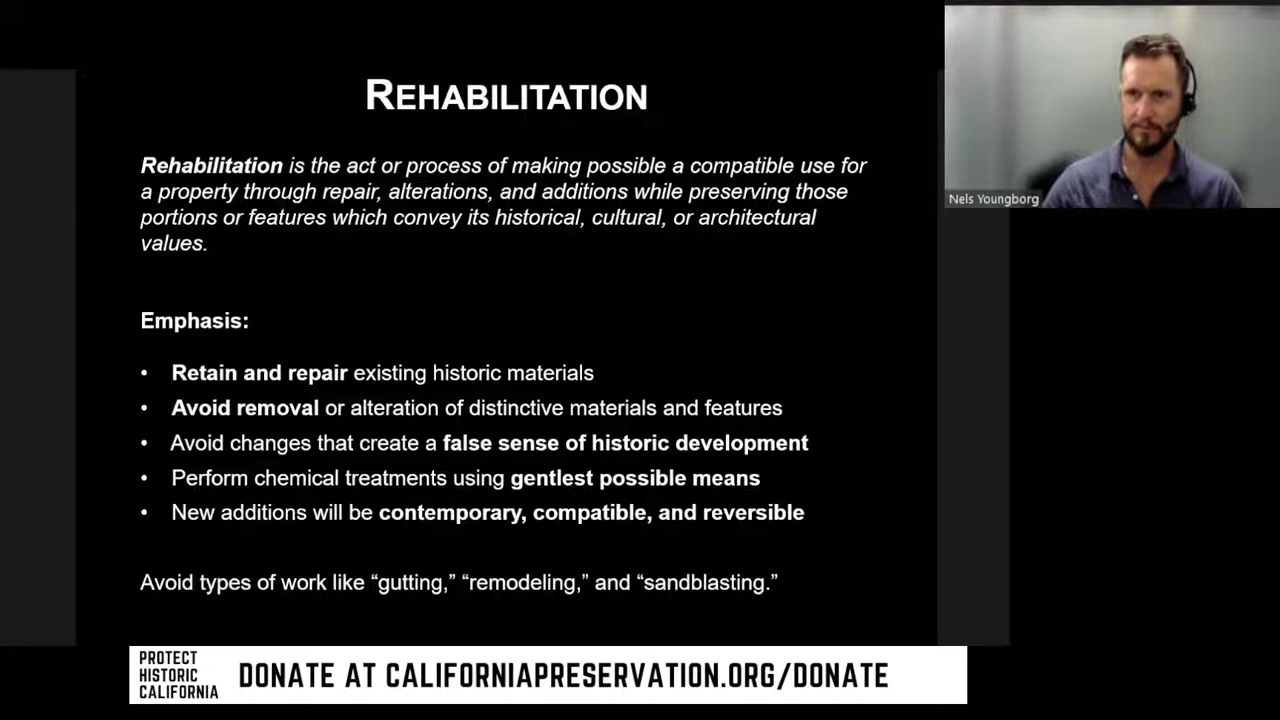 REHABILITATION
Rehabilitation is the act or process of making possible a compatible use for
a property through repair, alterations, and additions while preserving those
portions or features which convey its historical, cultural, or architectural
values.
Emphasis:
• Retain and repair existing historic materials
• Avoid removal or alteration of distinctive materials and features
• Avoid changes that create a false sense of historic development
• Perform chemical treatments using gentlest possible means
• New additions will be contemporary, compatible, and reversible
Avoid types of work like “gutting,” “remodeling,” and “sandblasting.”
Nels Youngborg
PROTECT
HISTORIC
CALIFORNIA
DONATE AT CALIFORNIAPRESERVATION.ORG/DONATE